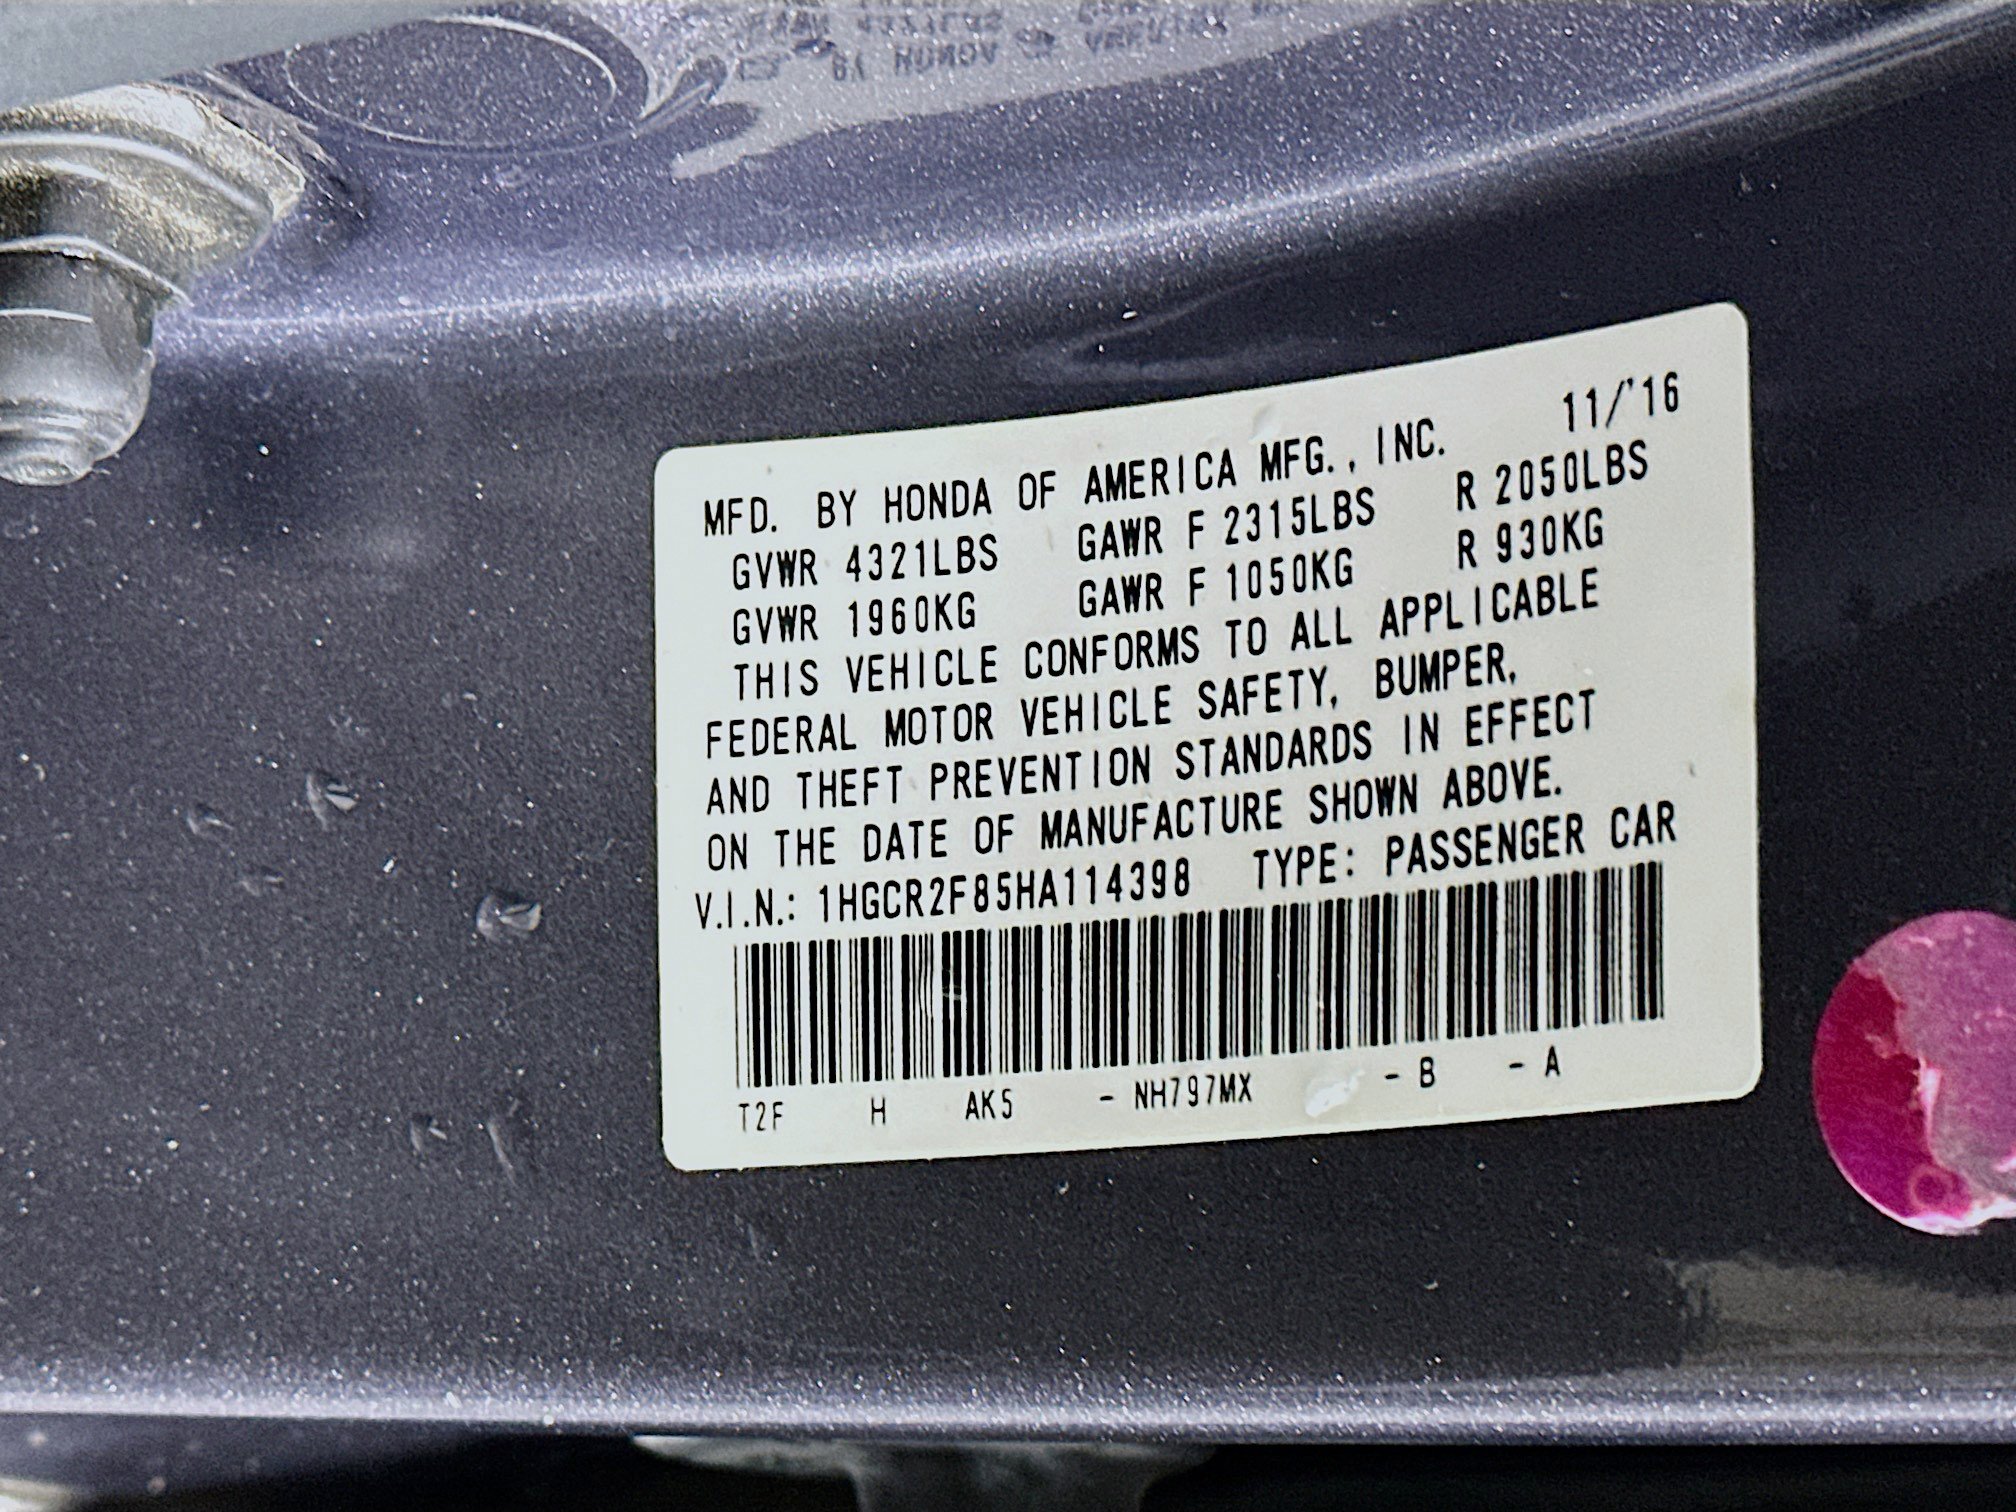 MFD. BY HONDA OF AMERICA MFG., INC. 11/'16
GVWR 4321LBS GAWR F 2315LBS R 2050LBS
GVWR 1960KG GAWR F 1050KG R 930KG
THIS VEHICLE CONFORMS TO ALL APPLICABLE
FEDERAL MOTOR VEHICLE SAFETY, BUMPER,
AND THEFT PREVENTION STANDARDS IN EFFECT
ON THE DATE OF MANUFACTURE SHOWN ABOVE.
V.I.N.: 1HGCR2F85HA114398 TYPE: PASSENGER CAR
T2F H AK5 - NH797MX - B - A